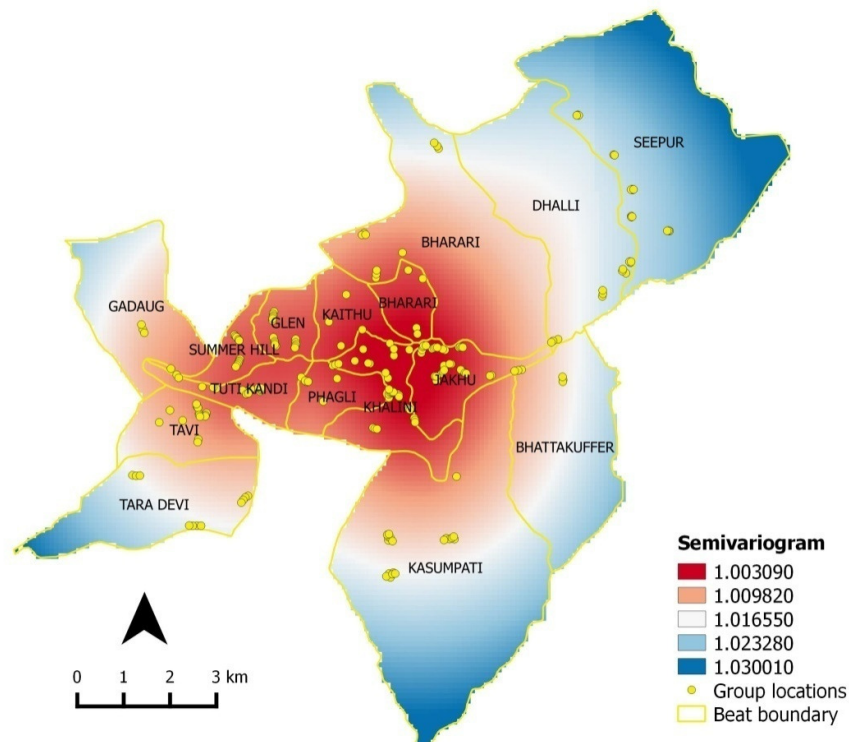 SEEPUR
DHALLI
BHARARI
GADAUG
BHARARI
KAITHU
GLEN
SUMMER HILL
JAKHU
TUTI KANDI
PHAGLI
KHALINI
TAVI
BHATTAKUFFER
TARA DEVI
KASUMPATI
Semivariogram
1.003090
1.009820
1.016550
1.023280
1.030010
Group locations
Beat boundary
0 1 2 3 km